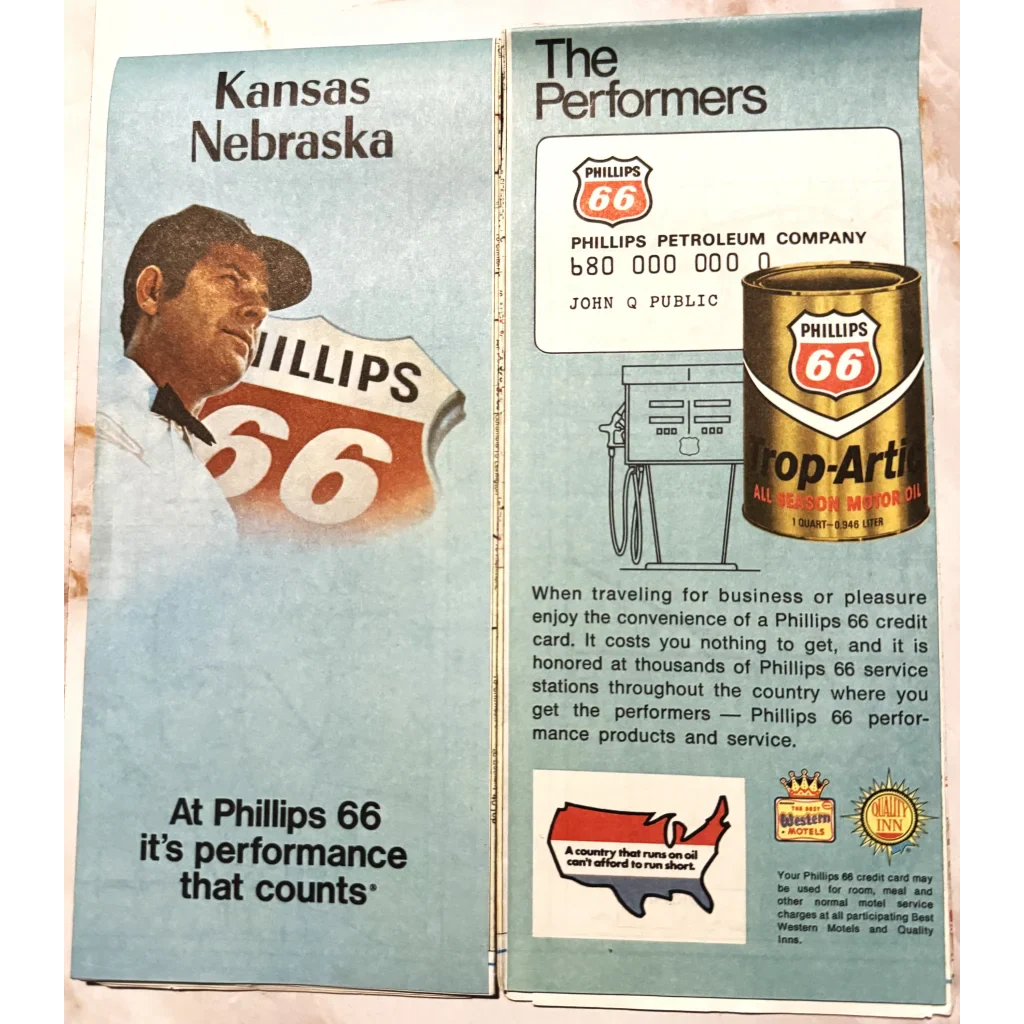 Kansas
Nebraska
PHILLIPS
66
At Phillips 66
it's performance
that counts®
The
Performers
PHILLIPS
66
PHILLIPS PETROLEUM COMPANY
680 000 000 0
JOHN Q PUBLIC
PHILLIPS
66
Trop-Artic
ALL SEASON MOTOR OIL
1 QUART–0.946 LITER
When traveling for business or pleasure
enjoy the convenience of a Phillips 66 credit
card. It costs you nothing to get, and it is
honored at thousands of Phillips 66 service
stations throughout the country where you
get the performers — Phillips 66 perfor-
mance products and service.
A country that runs on oil
can't afford to run short.
THE BEST
Western
MOTELS
QUALITY
INN
®
Your Phillips 66 credit card may
be used for room, meal and
other normal motel service
charges at all participating Best
Western Motels and Quality
Inns.